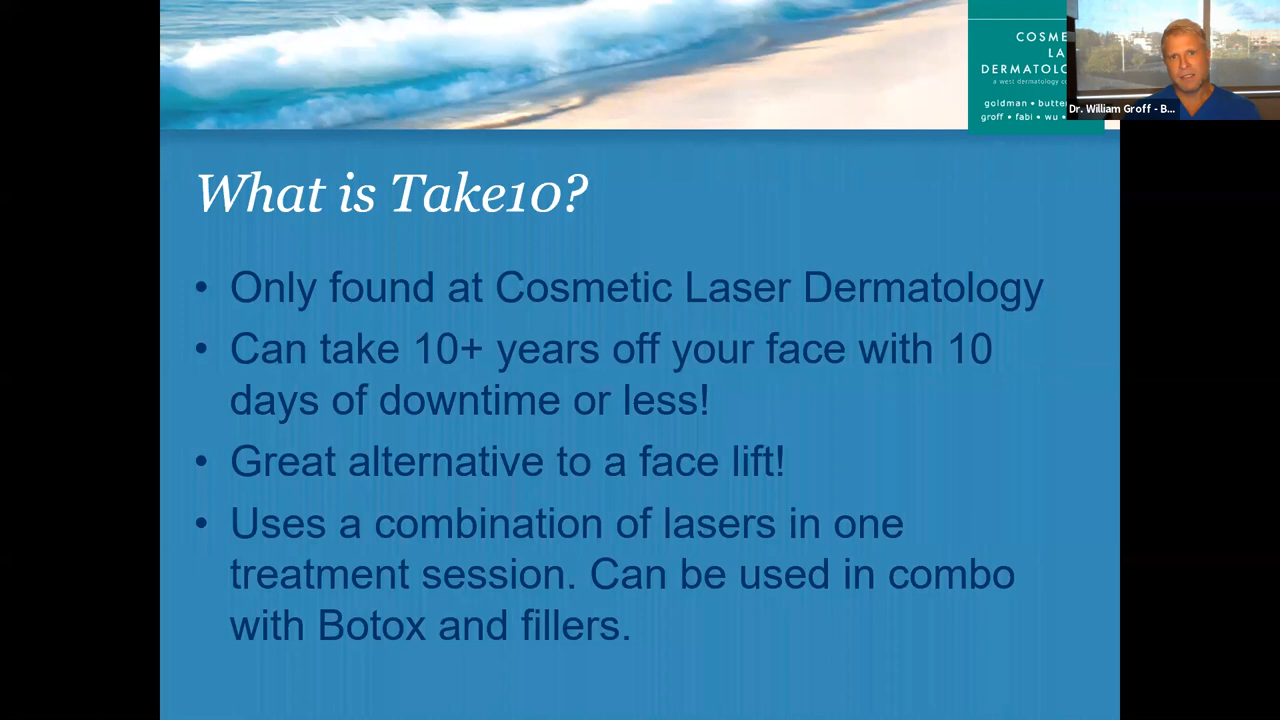 COSME
LA
DERMATOLO
a west dermatology co
goldman • butte
groff • fabi • wu •
Dr. William Groff - B...
What is Take10?
• Only found at Cosmetic Laser Dermatology
• Can take 10+ years off your face with 10
days of downtime or less!
• Great alternative to a face lift!
• Uses a combination of lasers in one
treatment session. Can be used in combo
with Botox and fillers.